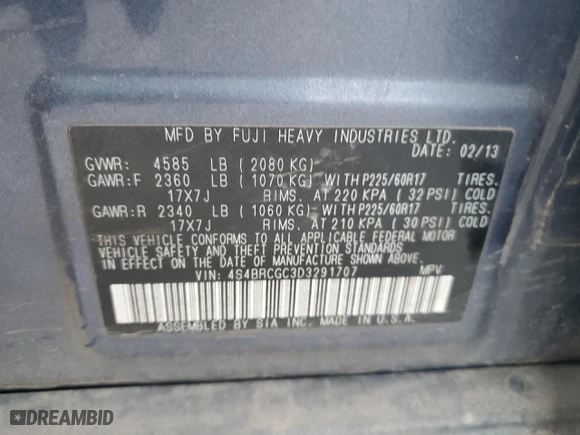 MFD BY FUJI HEAVY INDUSTRIES LTD.
DATE: 02/13
GVWR: 4585 LB ( 2080 KG)
GAWR:F 2360 LB ( 1070 KG) WITH P225/60R17 TIRES.
17X7J RIMS. AT 220 KPA ( 32 PSI) COLD
GAWR:R 2340 LB ( 1060 KG) WITH P225/60R17 TIRES.
17X7J RIMS. AT 210 KPA ( 30 PSI) COLD
THIS VEHICLE CONFORMS TO ALL APPLICABLE FEDERAL MOTOR
VEHICLE SAFETY AND THEFT PREVENTION STANDARDS
IN EFFECT ON THE DATE OF MANUFACTURE SHOWN ABOVE.
VIN: 4S4BRCGC3D3291707 MPV
ASSEMBLED BY SIA INC. MADE IN U.S.A.
DREAMBID